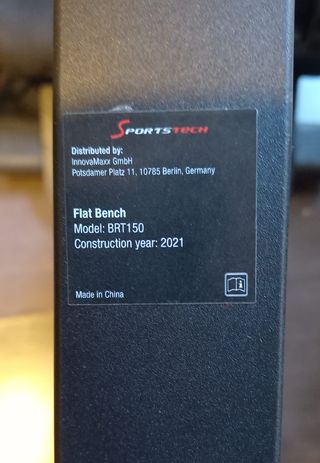 SPORTSTECH
Distributed by:
InnovaMaxx GmbH
Potsdamer Platz 11, 10785 Berlin, Germany
Flat Bench
Model: BRT150
Construction year: 2021
Made in China